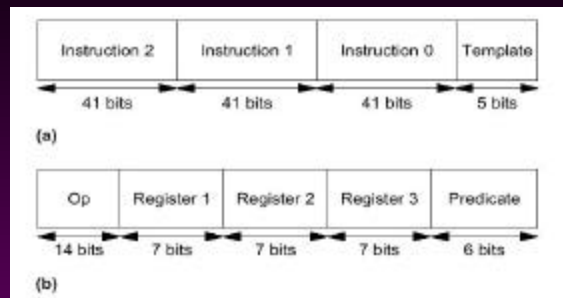 Instruction 2 Instruction 1 Instruction 0 Template
41 bits 41 bits 41 bits 5 bits
(a)
Op Register 1 Register 2 Register 3 Predicate
14 bits 7 bits 7 bits 7 bits 6 bits
(b)